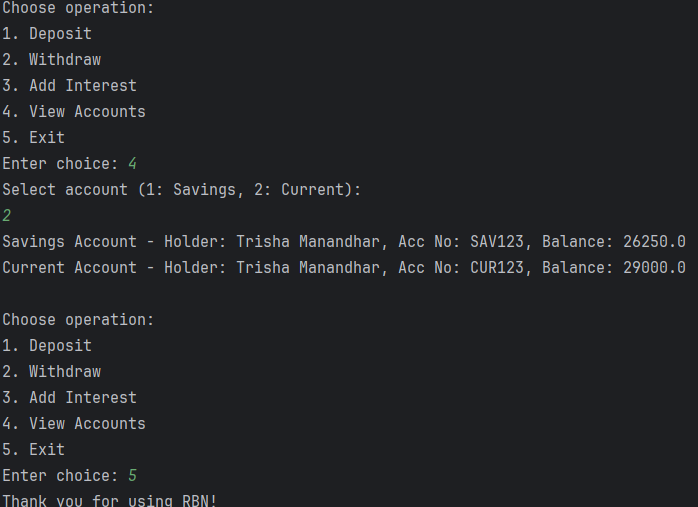 Choose operation:
1. Deposit
2. Withdraw
3. Add Interest
4. View Accounts
5. Exit
Enter choice: 4
Select account (1: Savings, 2: Current):
2
Savings Account - Holder: Trisha Manandhar, Acc No: SAV123, Balance: 26250.0
Current Account - Holder: Trisha Manandhar, Acc No: CUR123, Balance: 29000.0

Choose operation:
1. Deposit
2. Withdraw
3. Add Interest
4. View Accounts
5. Exit
Enter choice: 5
Thank you for using RBN!